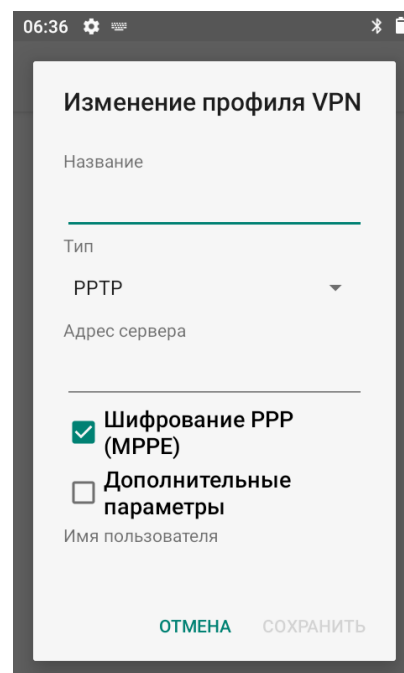 06:36
Изменение профиля VPN
Название
Тип
PPTP
Адрес сервера
Шифрование PPP
(MPPE)
Дополнительные
параметры
Имя пользователя
ОТМЕНА СОХРАНИТЬ